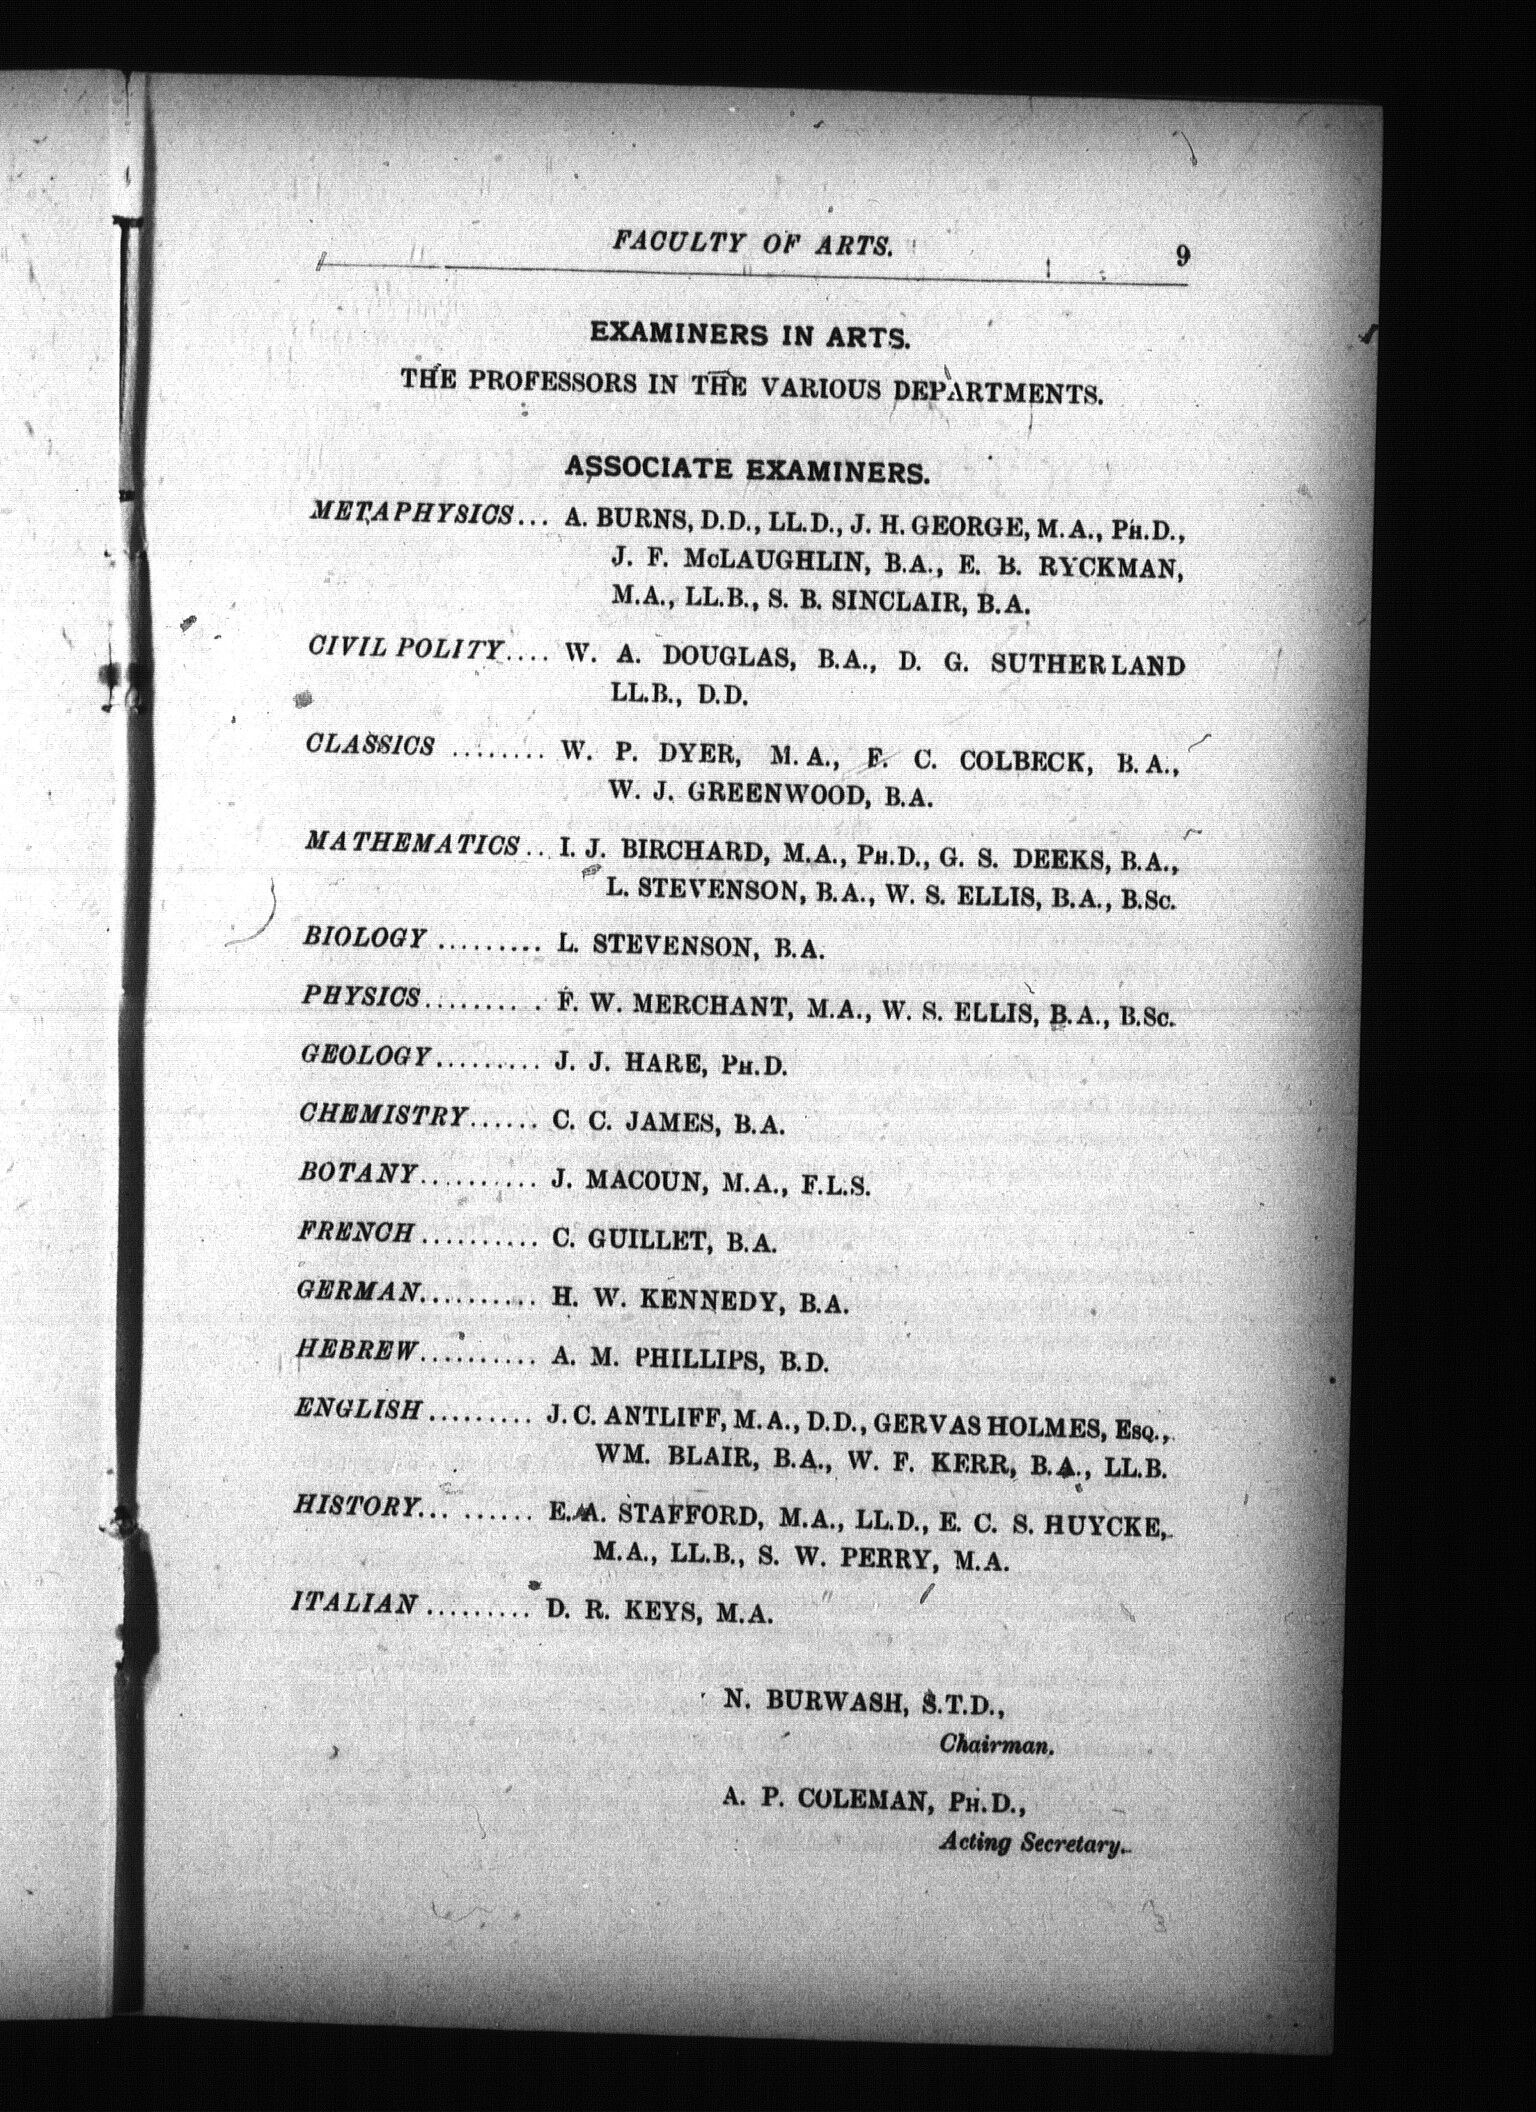 FACULTY OF ARTS. 9
EXAMINERS IN ARTS.
THE PROFESSORS IN THE VARIOUS DEPARTMENTS.
ASSOCIATE EXAMINERS.
METAPHYSICS... A. BURNS, D.D., LL.D., J. H. GEORGE, M.A., PH.D.,
J. F. McLAUGHLIN, B.A., E. B. RYCKMAN,
M.A., LL.B., S. B. SINCLAIR, B.A.
CIVIL POLITY.... W. A. DOUGLAS, B.A., D. G. SUTHERLAND
LL.B., D.D.
CLASSICS ........ W. P. DYER, M.A., F. C. COLBECK, B.A.,
W. J. GREENWOOD, B.A.
MATHEMATICS.. I. J. BIRCHARD, M.A., PH.D., G. S. DEEKS, B.A.,
L. STEVENSON, B.A., W. S. ELLIS, B.A., B.Sc.
BIOLOGY ......... L. STEVENSON, B.A.
PHYSICS.......... F. W. MERCHANT, M.A., W. S. ELLIS, B.A., B.Sc.
GEOLOGY......... J. J. HARE, PH.D.
CHEMISTRY...... C. C. JAMES, B.A.
BOTANY.......... J. MACOUN, M.A., F.L.S.
FRENCH .......... C. GUILLET, B.A.
GERMAN.......... H. W. KENNEDY, B.A.
HEBREW.......... A. M. PHILLIPS, B.D.
ENGLISH ......... J. C. ANTLIFF, M.A., D.D., GERVAS HOLMES, ESQ.,
WM. BLAIR, B.A., W. F. KERR, B.A., LL.B.
HISTORY... ...... E. A. STAFFORD, M.A., LL.D., E. C. S. HUYCKE,
M.A., LL.B., S. W. PERRY, M.A.
ITALIAN ......... D. R. KEYS, M.A.
N. BURWASH, S.T.D.,
Chairman.
A. P. COLEMAN, PH.D.,
Acting Secretary.